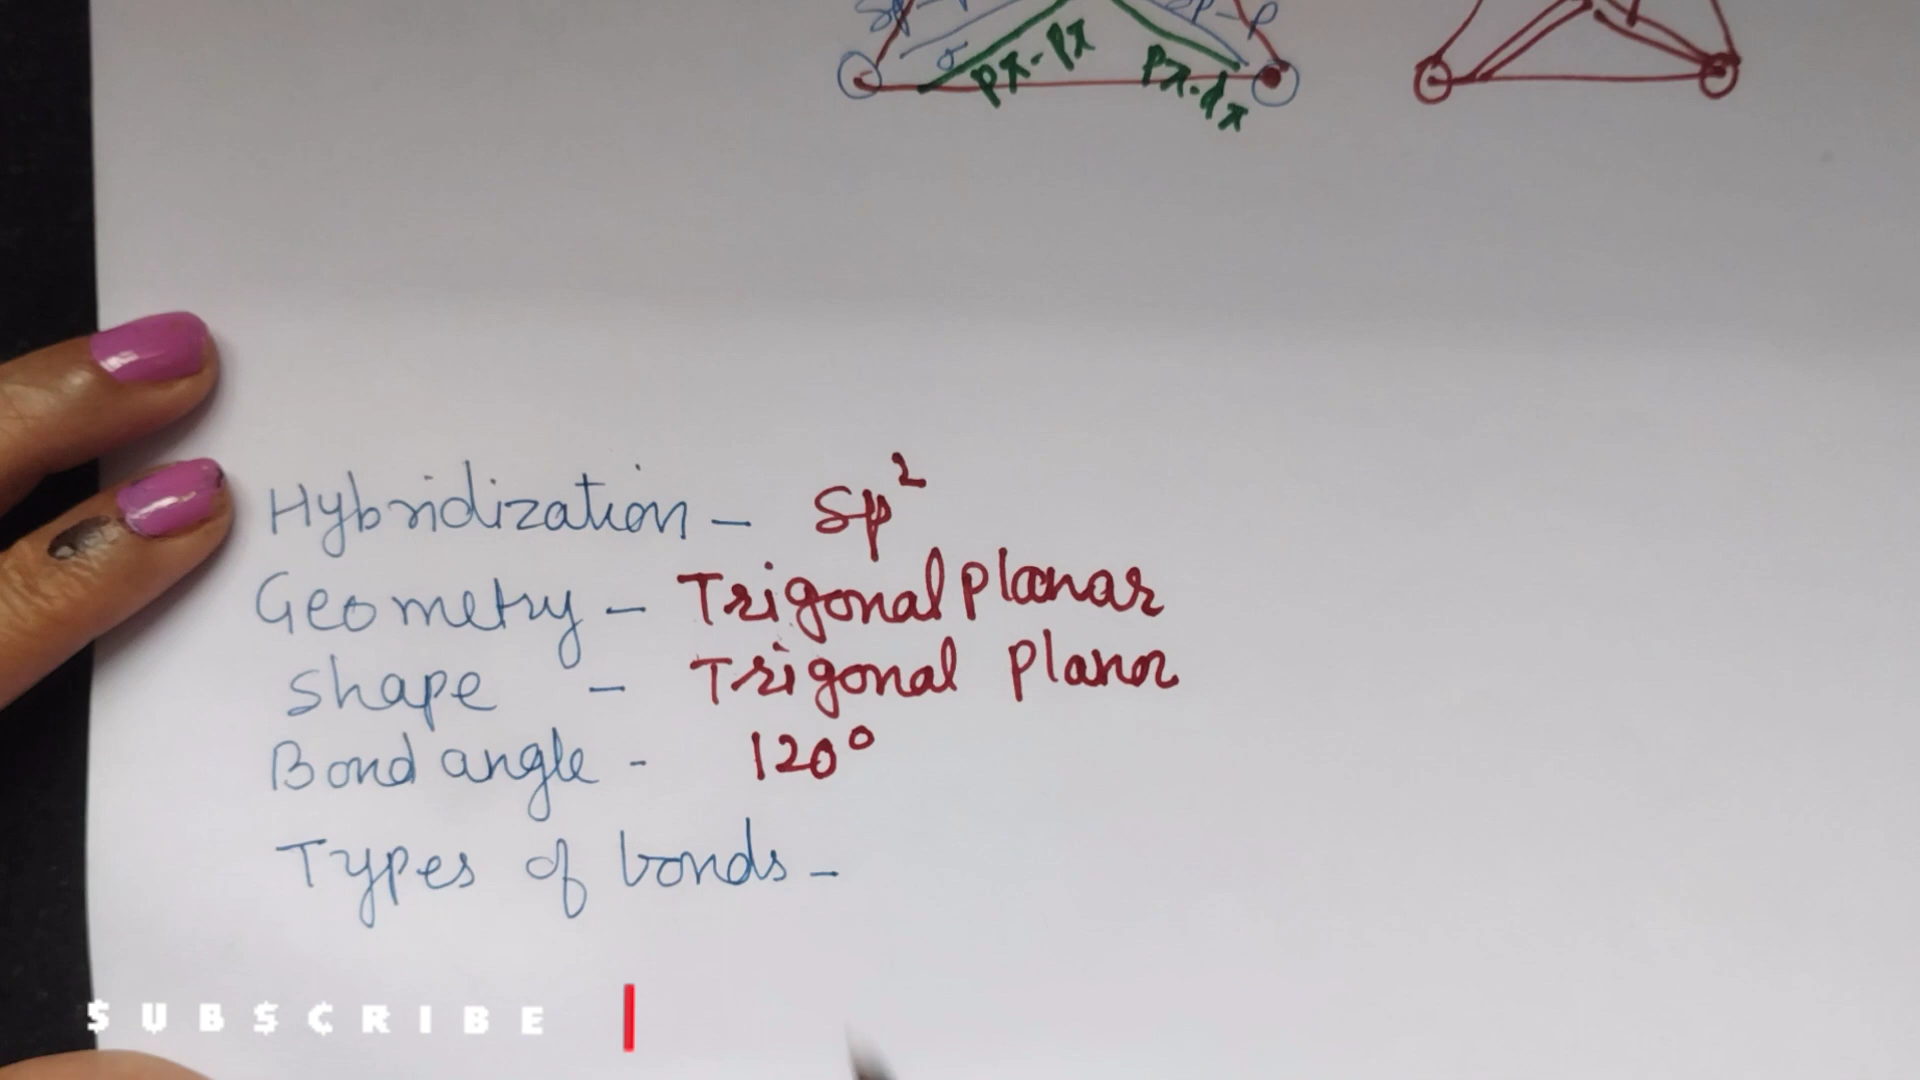 sp-p
σ
pπ-pπ
pπ-dπ
Hybridization - sp²
Geometry - Trigonal planar
shape - Trigonal planar
Bond angle - 120°
Types of bonds -
SUBSCRIBE